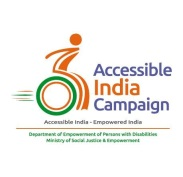 Accessible
India
Campaign
Accessible India - Empowered India
Department of Empowerment of Persons with Disabilities
Ministry of Social Justice & Empowerment